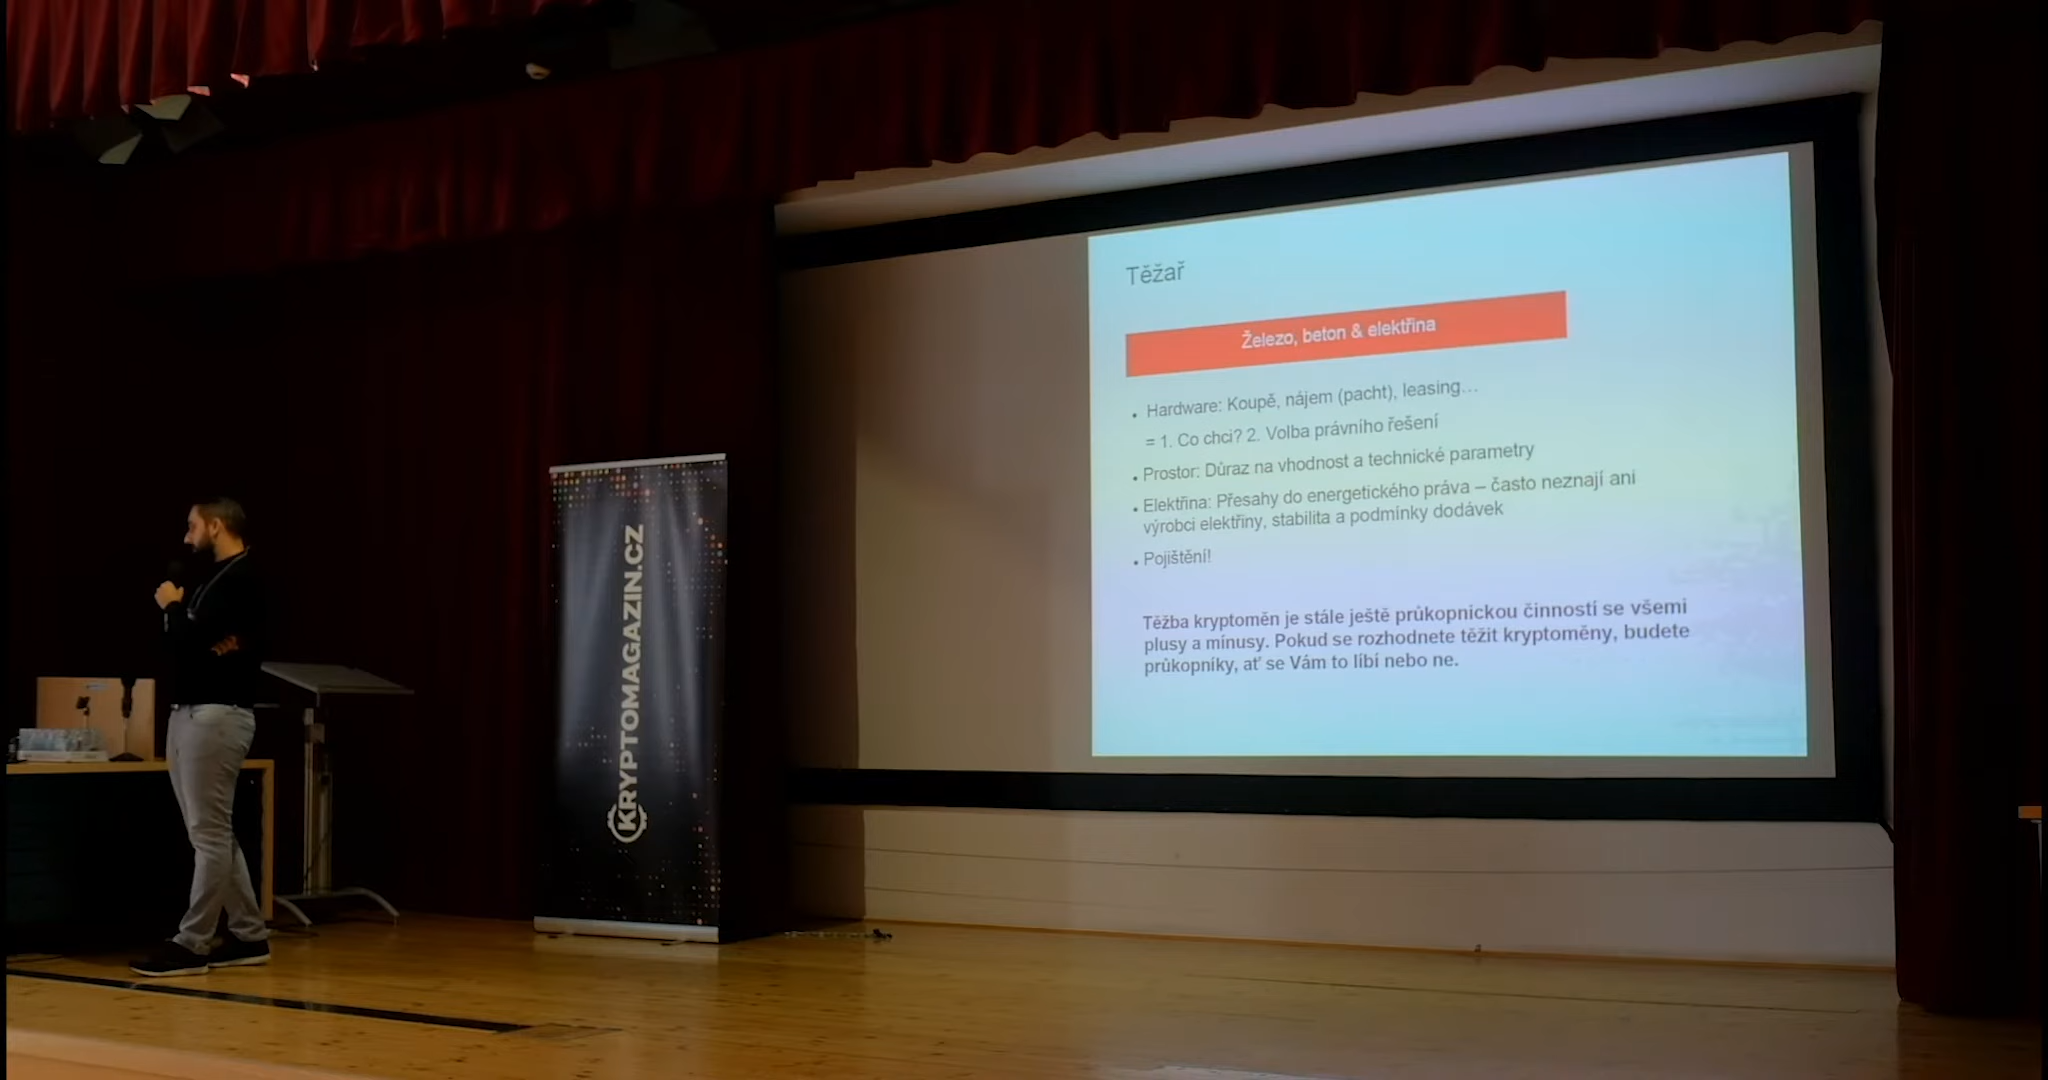 KRYPTOMAGAZIN.CZ
Těžař
Železo, beton & elektřina
• Hardware: Koupě, nájem (pacht), leasing…
= 1. Co chci? 2. Volba právního řešení
• Prostor: Důraz na vhodnost a technické parametry
• Elektřina: Přesahy do energetického práva – často neznají ani
výrobci elektřiny, stabilita a podmínky dodávek
• Pojištění!
Těžba kryptoměn je stále ještě průkopnickou činností se všemi
plusy a mínusy. Pokud se rozhodnete těžit kryptoměny, budete
průkopníky, ať se Vám to líbí nebo ne.